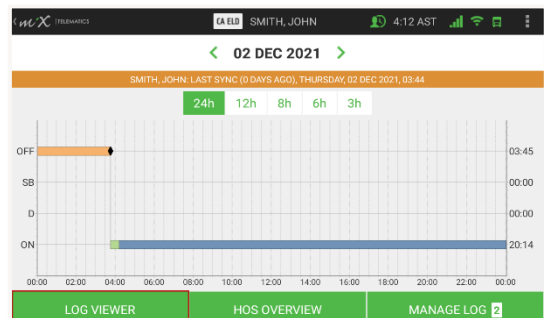 miX TELEMATICS CA ELD SMITH, JOHN 4:12 AST
02 DEC 2021
SMITH, JOHN: LAST SYNC (0 DAYS AGO), THURSDAY, 02 DEC 2021, 03:44
24h 12h 8h 6h 3h
OFF 03:45
SB 00:00
D 00:00
ON 20:14
00:00 02:00 04:00 06:00 08:00 10:00 12:00 14:00 16:00 18:00 20:00 22:00 00:00
LOG VIEWER HOS OVERVIEW MANAGE LOG 2